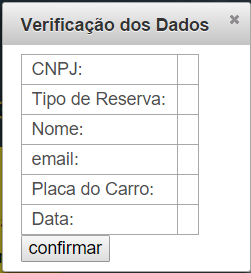 Verificação dos Dados
CNPJ:
Tipo de Reserva:
Nome:
email:
Placa do Carro:
Data:
confirmar